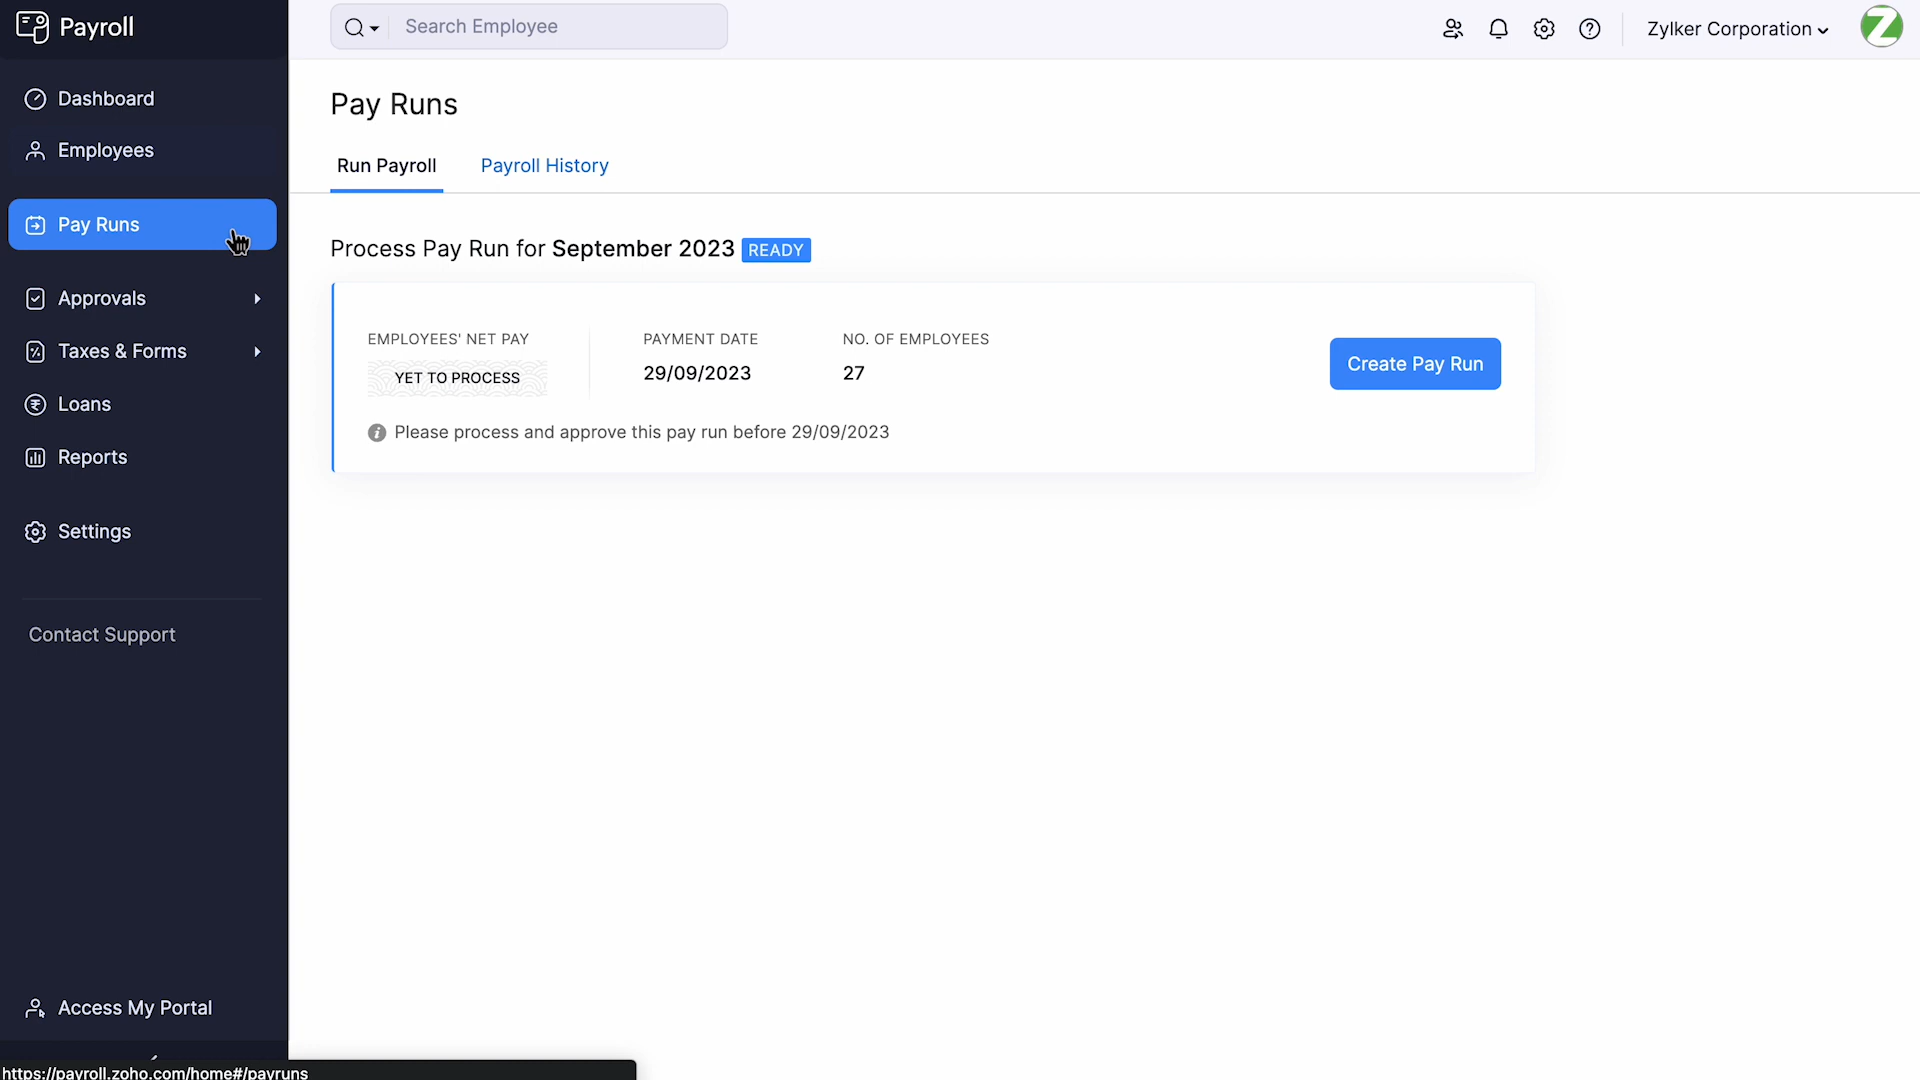 Payroll
Search Employee
Zylker Corporation
Dashboard
Employees
Pay Runs
Approvals
Taxes & Forms
Loans
Reports
Settings
Contact Support
Access My Portal
https://payroll.zoho.com/home#/payruns
Pay Runs
Run Payroll Payroll History
Process Pay Run for September 2023 READY
EMPLOYEES' NET PAY PAYMENT DATE NO. OF EMPLOYEES
YET TO PROCESS 29/09/2023 27
Create Pay Run
Please process and approve this pay run before 29/09/2023